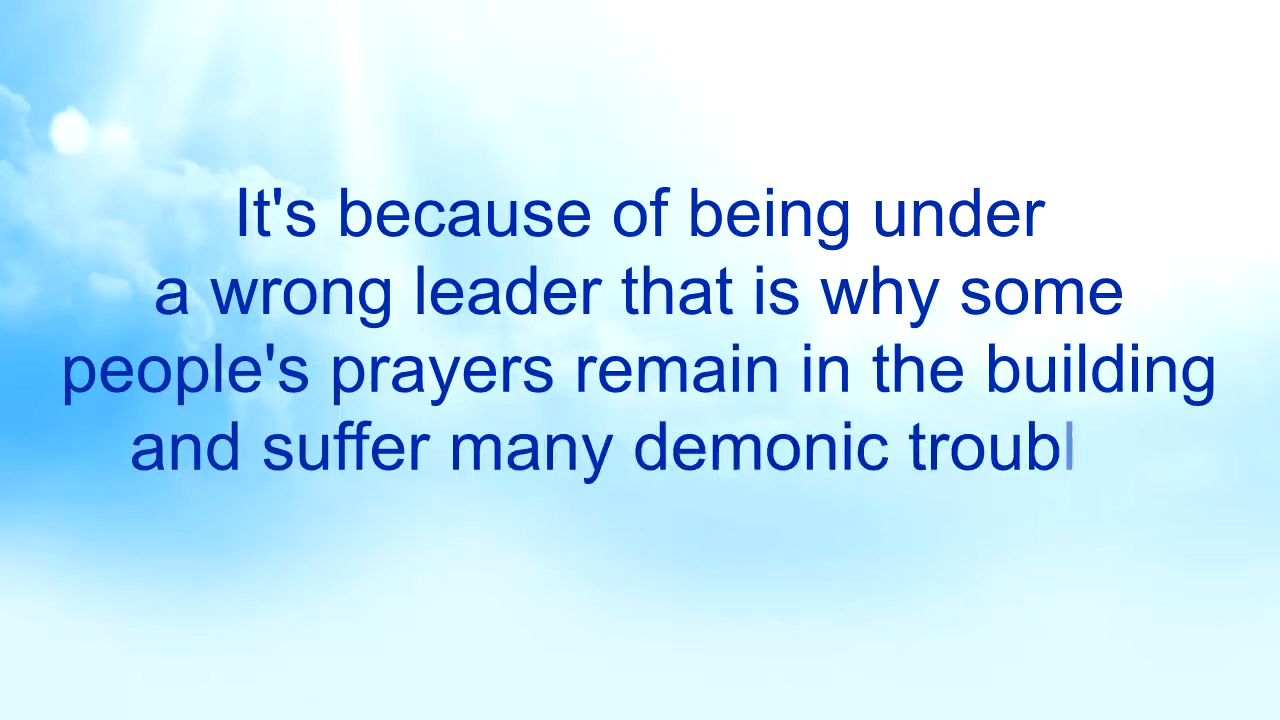 It's because of being under
a wrong leader that is why some
people's prayers remain in the building
and suffer many demonic troubl